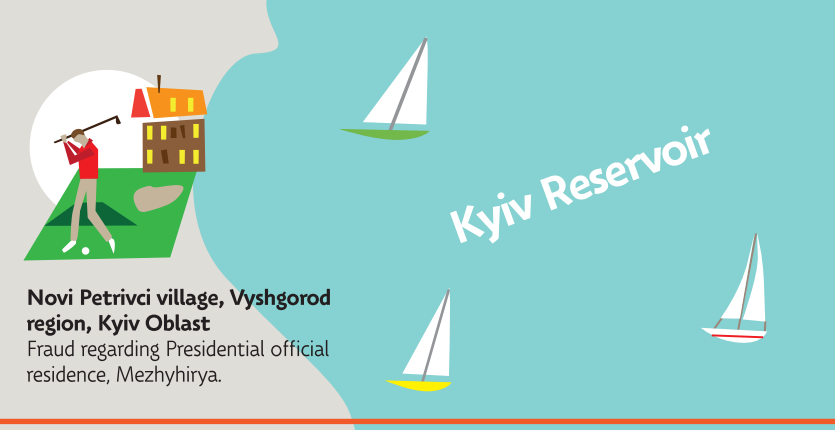 Kyiv Reservoir
Novi Petrivci village, Vyshgorod
region, Kyiv Oblast
Fraud regarding Presidential official
residence, Mezhyhirya.